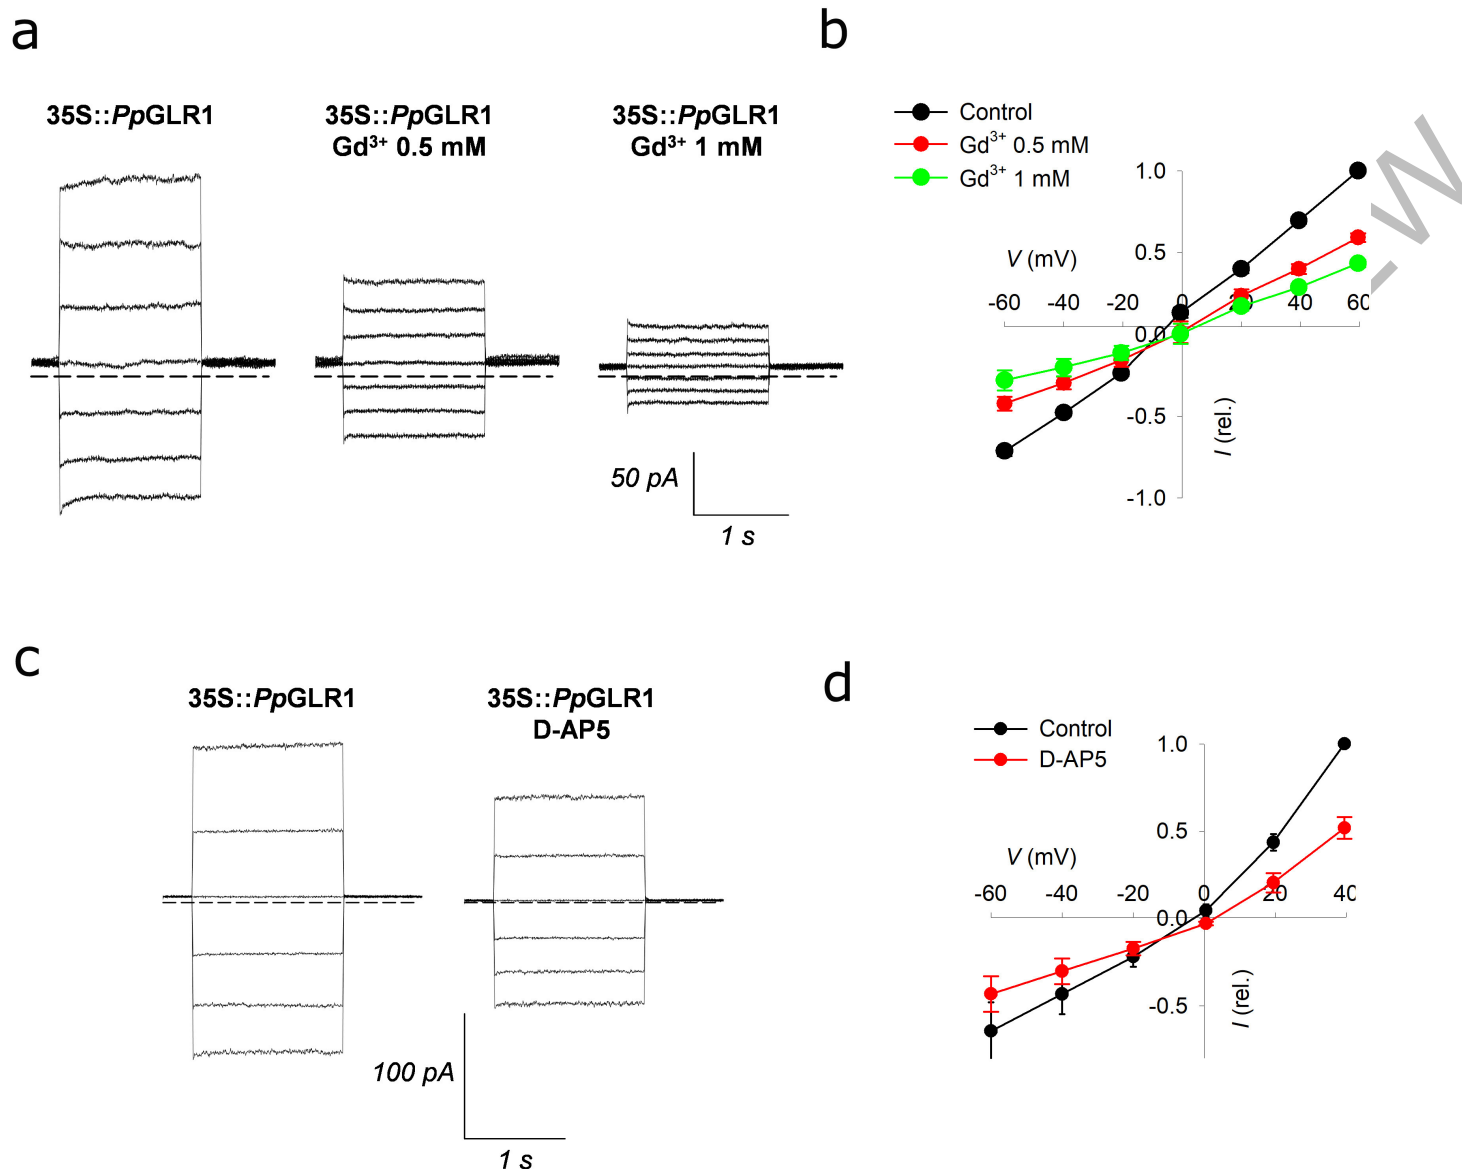 a
35S::PpGLR1
35S::PpGLR1
Gd³⁺ 0.5 mM
35S::PpGLR1
Gd³⁺ 1 mM
50 pA
1 s
b
Control
Gd³⁺ 0.5 mM
Gd³⁺ 1 mM
1.0
0.5
V (mV)
-60 -40 -20 0 20 40 60
0.0
-0.5
I (rel.)
-1.0
W
c
35S::PpGLR1
35S::PpGLR1
D-AP5
100 pA
1 s
d
Control
D-AP5
1.0
0.5
V (mV)
-60 -40 -20 0 20 40
0.0
-0.5
I (rel.)